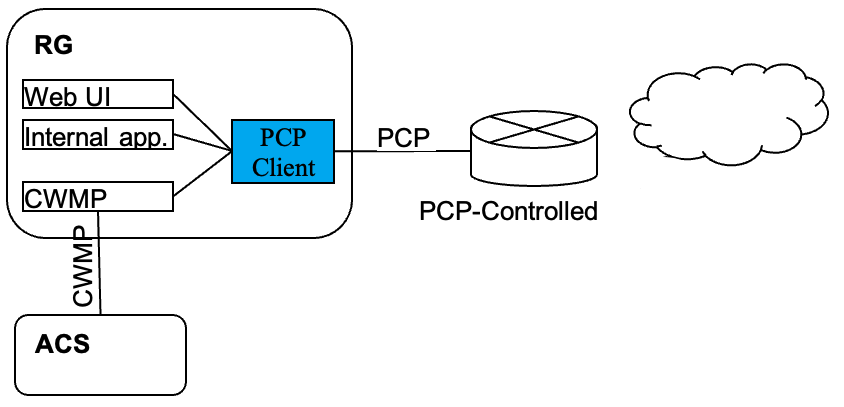 RG
Web UI
Internal app.
CWMP
PCP
Client
PCP
PCP-Controlled
CWMP
ACS